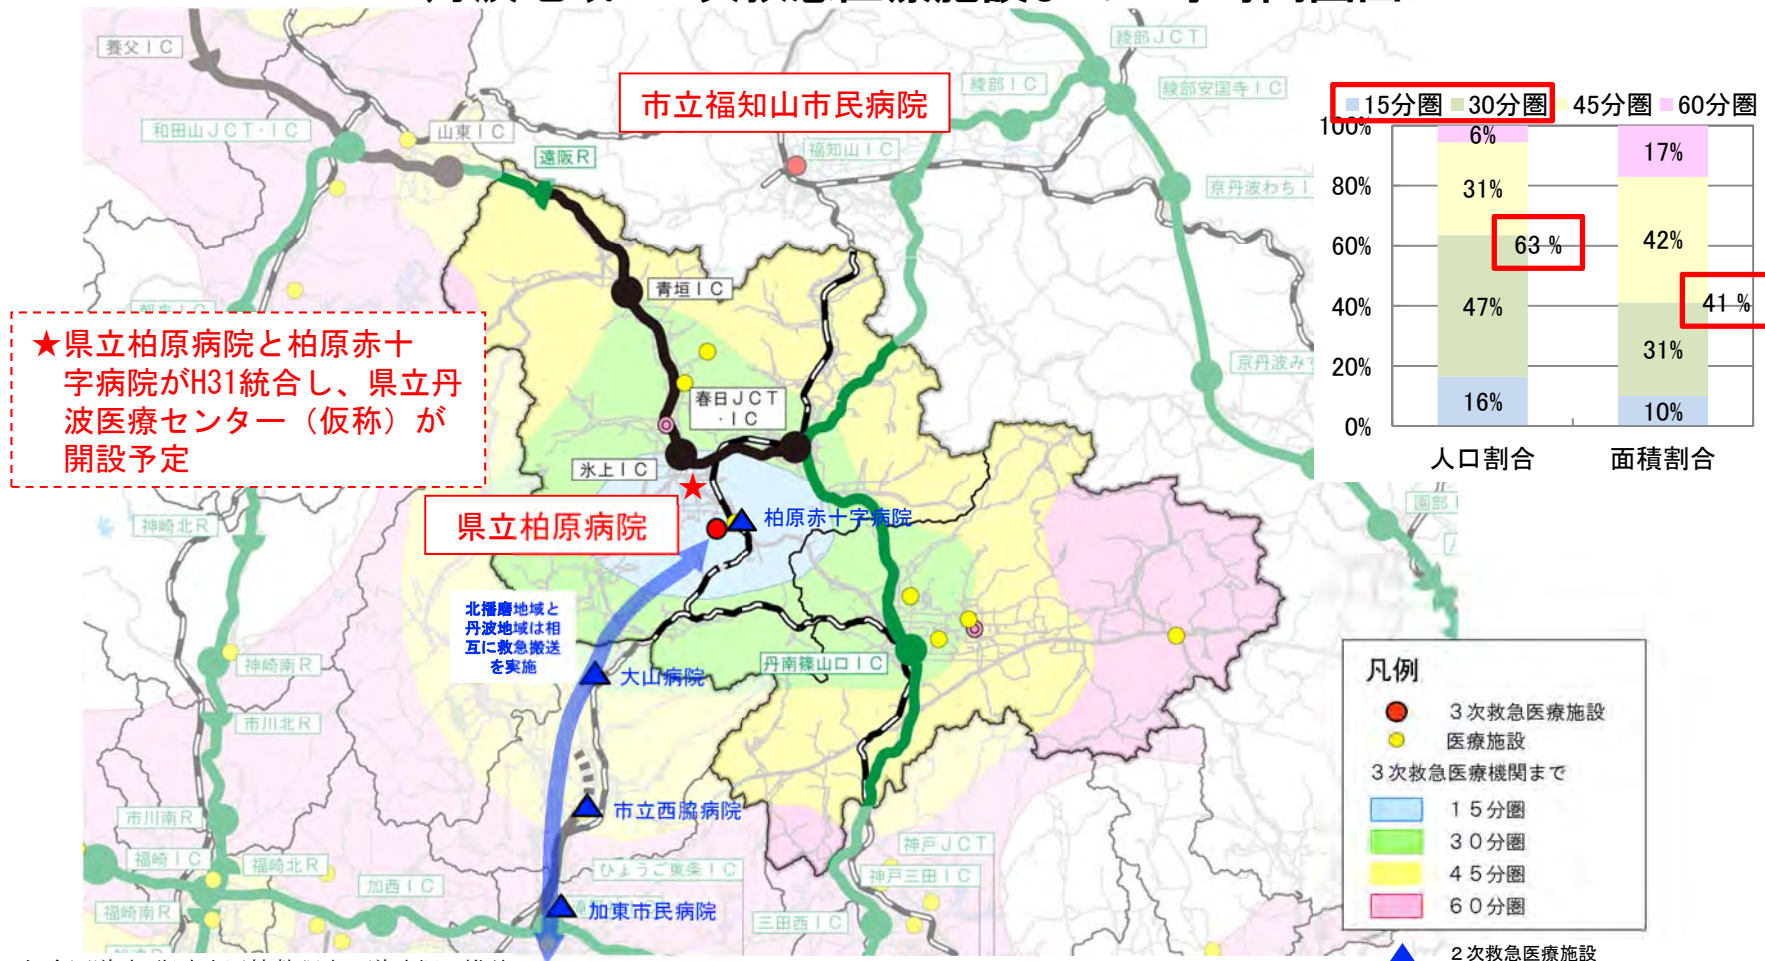 養父ＩＣ
綾部ＪＣＴ
市立福知山市民病院
綾部ＩＣ
綾部安国寺ＩＣ
15分圏 30分圏 45分圏 60分圏
和田山ＪＣＴ・ＩＣ
山東ＩＣ
遠阪Ｒ
福知山ＩＣ
100%
80%
60%
40%
20%
0%
6%
31%
63 %
47%
16%
17%
42%
41 %
31%
10%
人口割合
面積割合
青垣ＩＣ
★県立柏原病院と柏原赤十
字病院がH31統合し、県立丹
波医療センター（仮称）が
開設予定
春日ＪＣＴ
・ＩＣ
氷上ＩＣ
★
県立柏原病院
柏原赤十字病院
神崎北Ｒ
北播磨地域と
丹波地域は相
互に救急搬送
を実施
神崎南Ｒ
大山病院
丹南篠山口ＩＣ
市川北Ｒ
市立西脇病院
市川南Ｒ
福崎ＩＣ
福崎北Ｒ
加西ＩＣ
ひょうご東条ＩＣ
神戸ＪＣＴ
神戸三田ＩＣ
福崎南Ｒ
加東市民病院
三田西ＩＣ
凡例
３次救急医療施設
医療施設
３次救急医療機関まで
１５分圏
３０分圏
４５分圏
６０分圏
２次救急医療施設